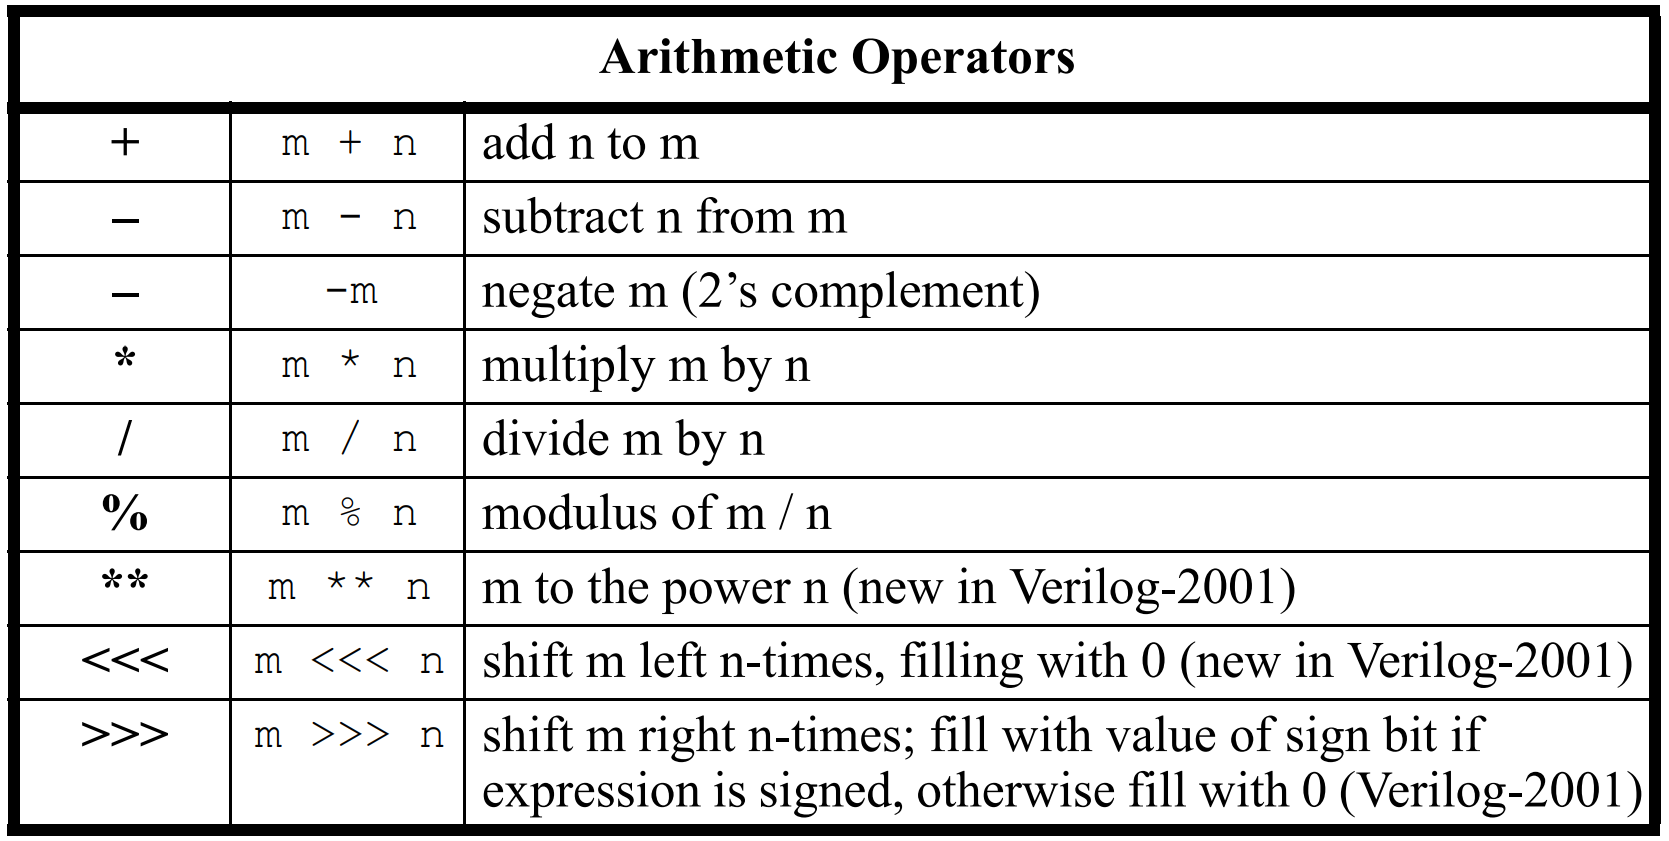 Arithmetic Operators
+ m + n add n to m
– m - n subtract n from m
– -m negate m (2’s complement)
* m * n multiply m by n
/ m / n divide m by n
% m % n modulus of m / n
** m ** n m to the power n (new in Verilog-2001)
<<< m <<< n shift m left n-times, filling with 0 (new in Verilog-2001)
>>> m >>> n shift m right n-times; fill with value of sign bit if
expression is signed, otherwise fill with 0 (Verilog-2001)